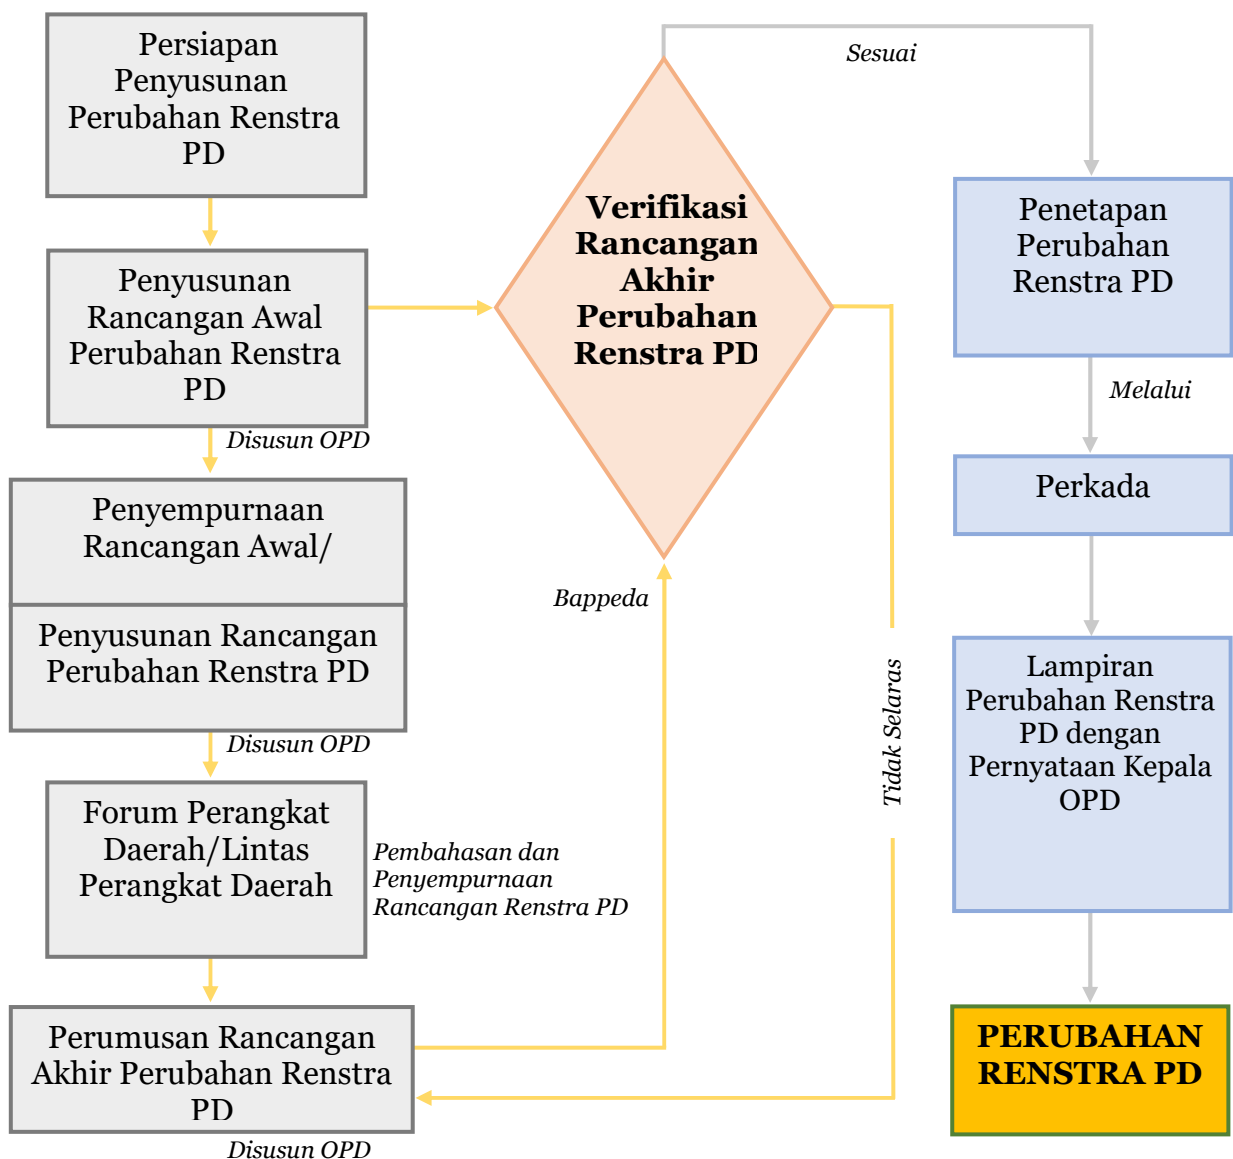 Persiapan
Penyusunan
Perubahan Renstra
PD
Penyusunan
Rancangan Awal
Perubahan Renstra
PD
Disusun OPD
Penyempurnaan
Rancangan Awal/
Penyusunan Rancangan
Perubahan Renstra PD
Disusun OPD
Forum Perangkat
Daerah/Lintas
Perangkat Daerah
Pembahasan dan
Penyempurnaan
Rancangan Renstra PD
Perumusan Rancangan
Akhir Perubahan Renstra
PD
Disusun OPD
Verifikasi
Rancangan
Akhir
Perubahan
Renstra PD
Bappeda
Tidak Selaras
Sesuai
Penetapan
Perubahan
Renstra PD
Melalui
Perkada
Lampiran
Perubahan Renstra
PD dengan
Pernyataan Kepala
OPD
PERUBAHAN
RENSTRA PD